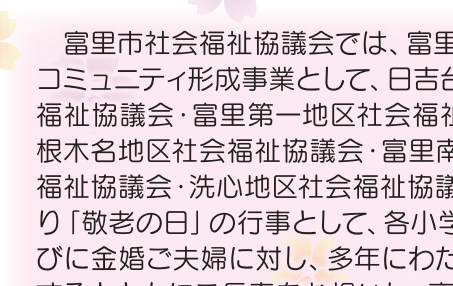 富里市社会福祉協議会では、富里
コミュニティ形成事業として、日吉台
福祉協議会・富里第一地区社会福祉
根木名地区社会福祉協議会・富里南
福祉協議会・洗心地区社会福祉協議
り「敬老の日」の行事として、各小学
びに金婚ご夫婦に対し、多年にわた